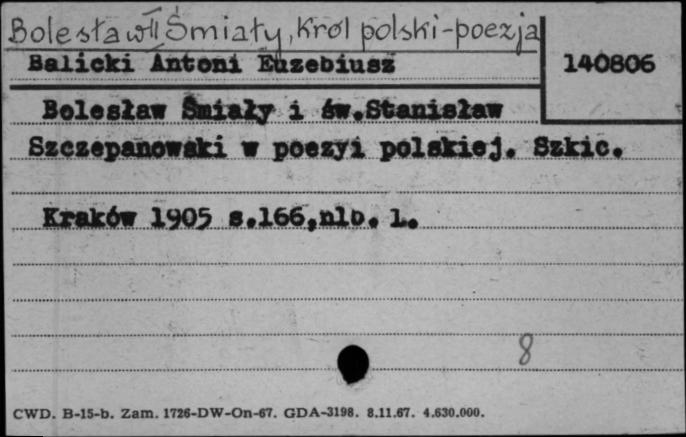 Bolesław II Śmiały, król polski-poezja
Balicki Antoni Euzebiusz
140806
Bolesław Śmiały i św.Stanisław
Szczepanowski w poezyi polskiej. Szkic.
Kraków 1905 s.166,nlb. 1.
8
CWD. B-15-b. Zam. 1726-DW-On-67. GDA-3198. 8.11.67. 4.630.000.